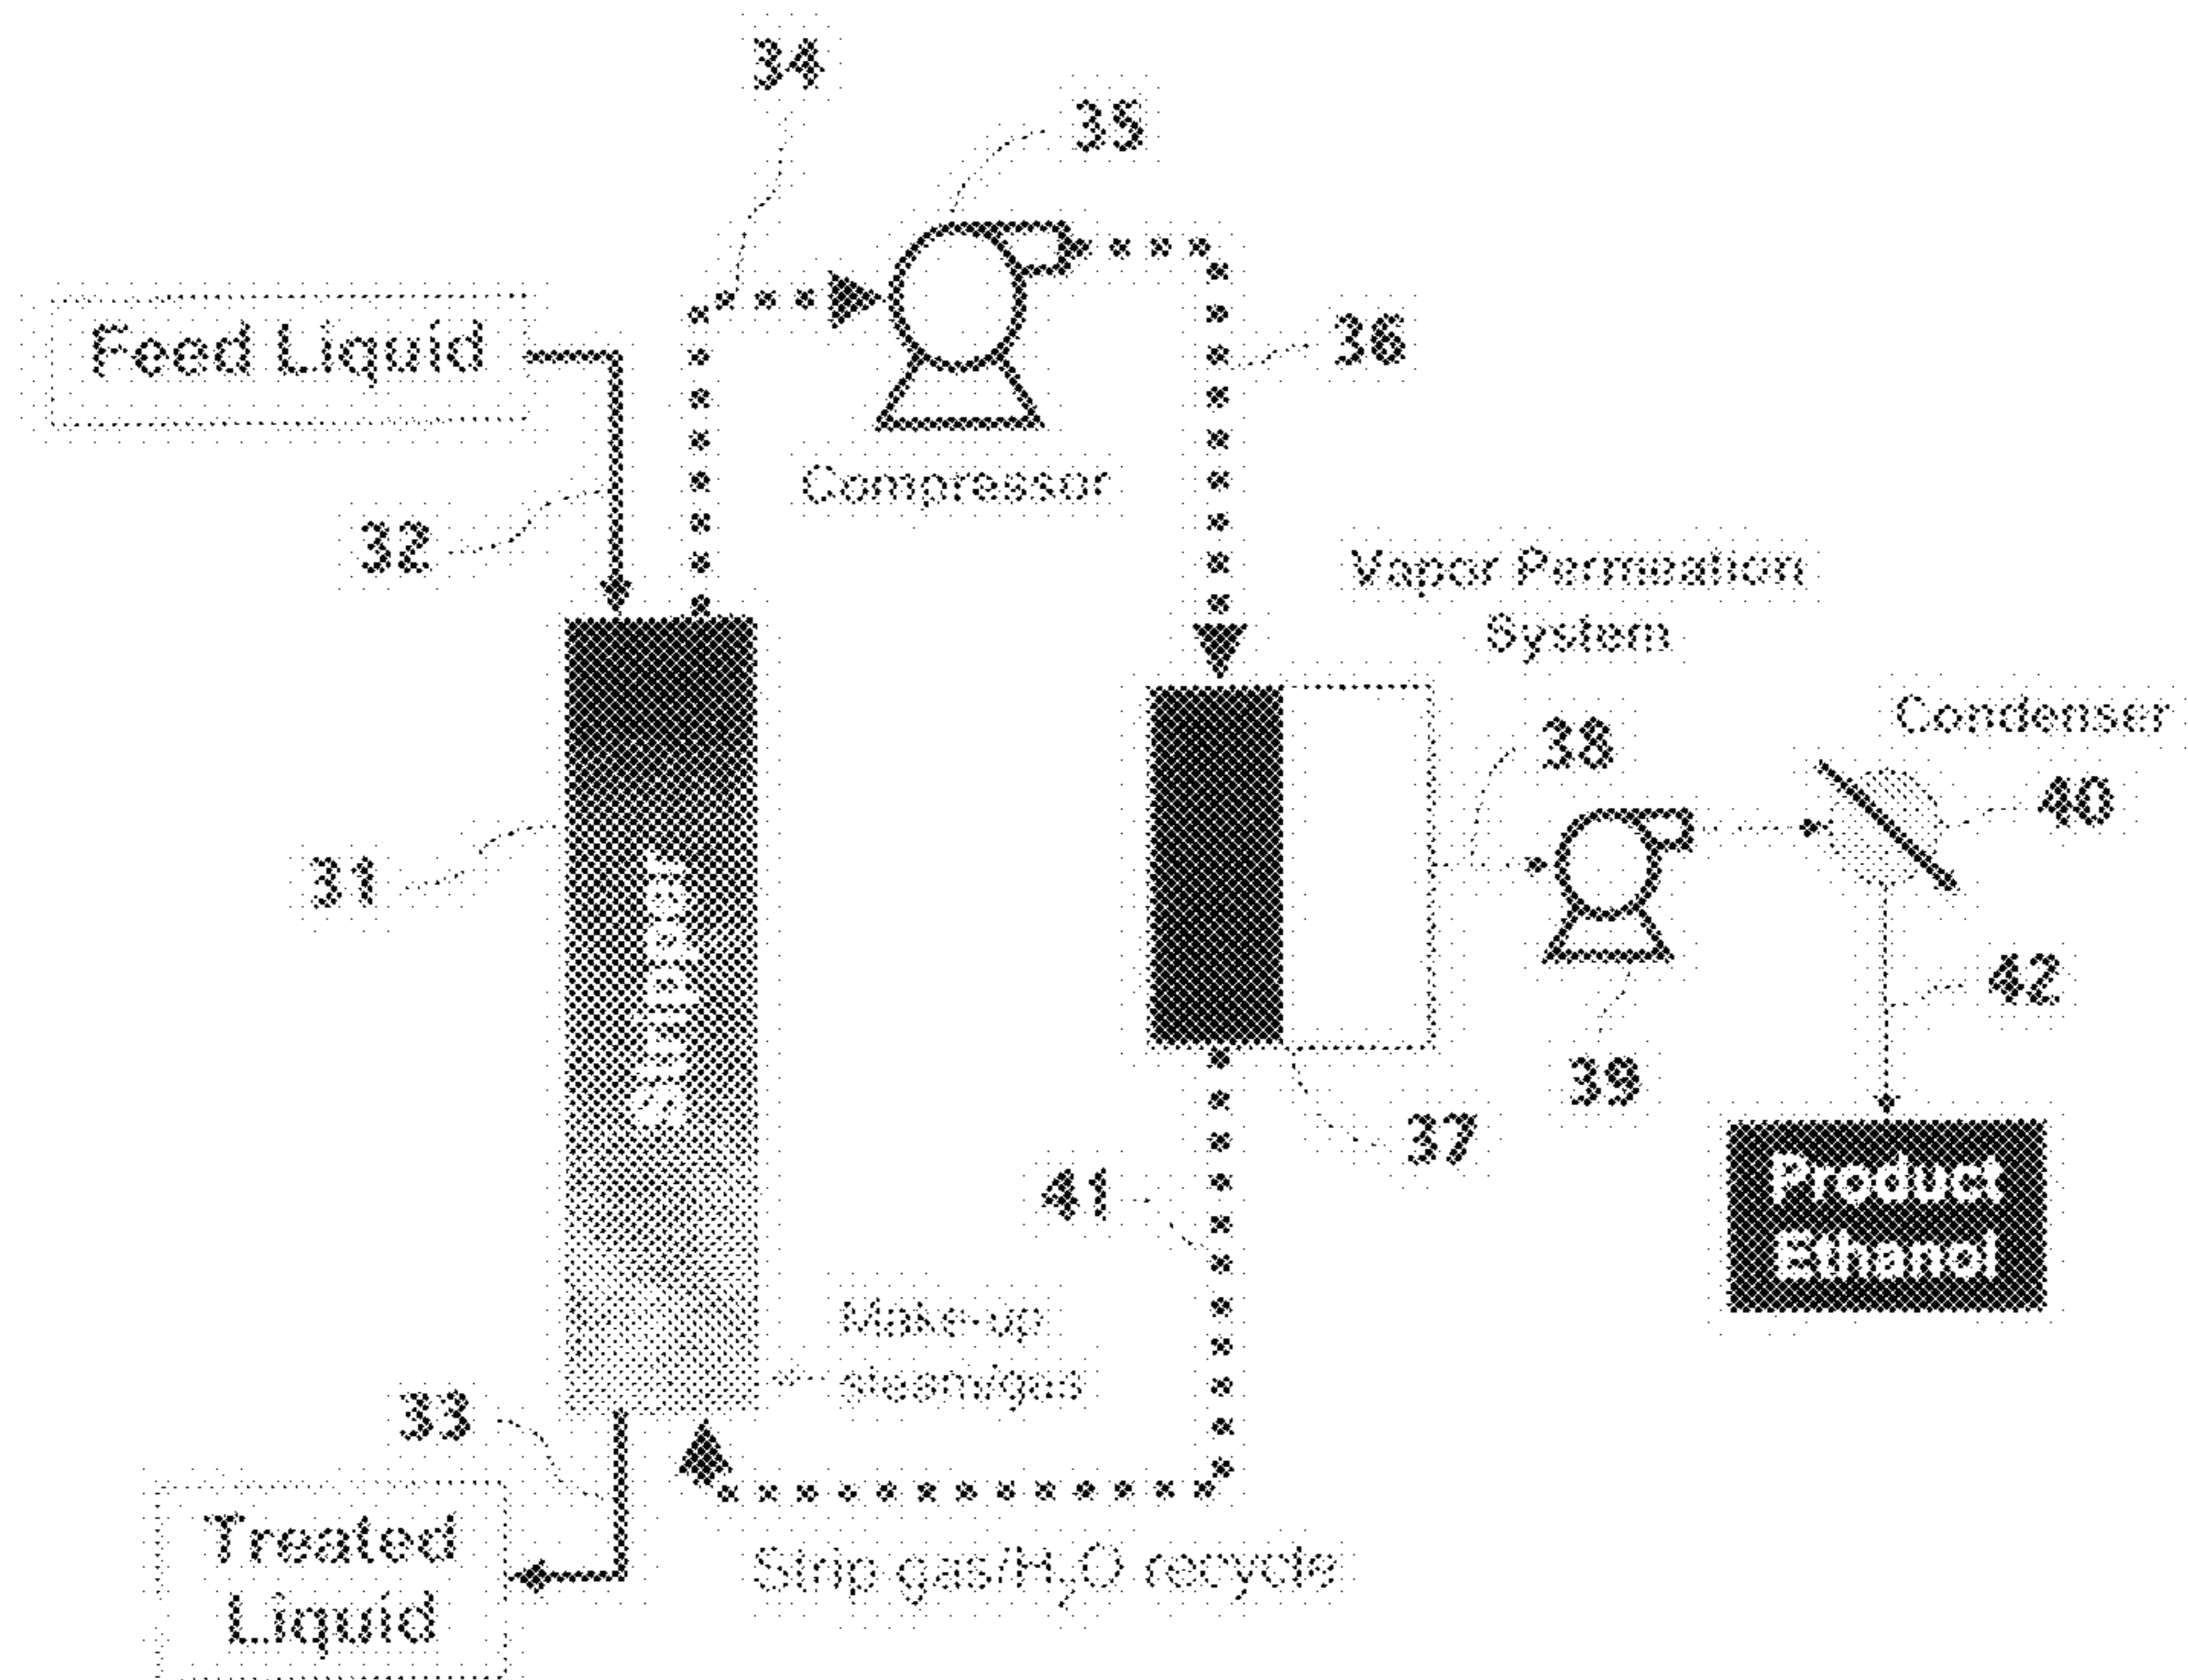 34
35
Feed Liquid
36
Compressor
32
Vapor Permeation
System
Condenser
38
40
31
Stripper
42
39
37
41
Product
Ethanol
Make-up
steam/gas
33
Treated
Liquid
Strip gas/H₂O recycle